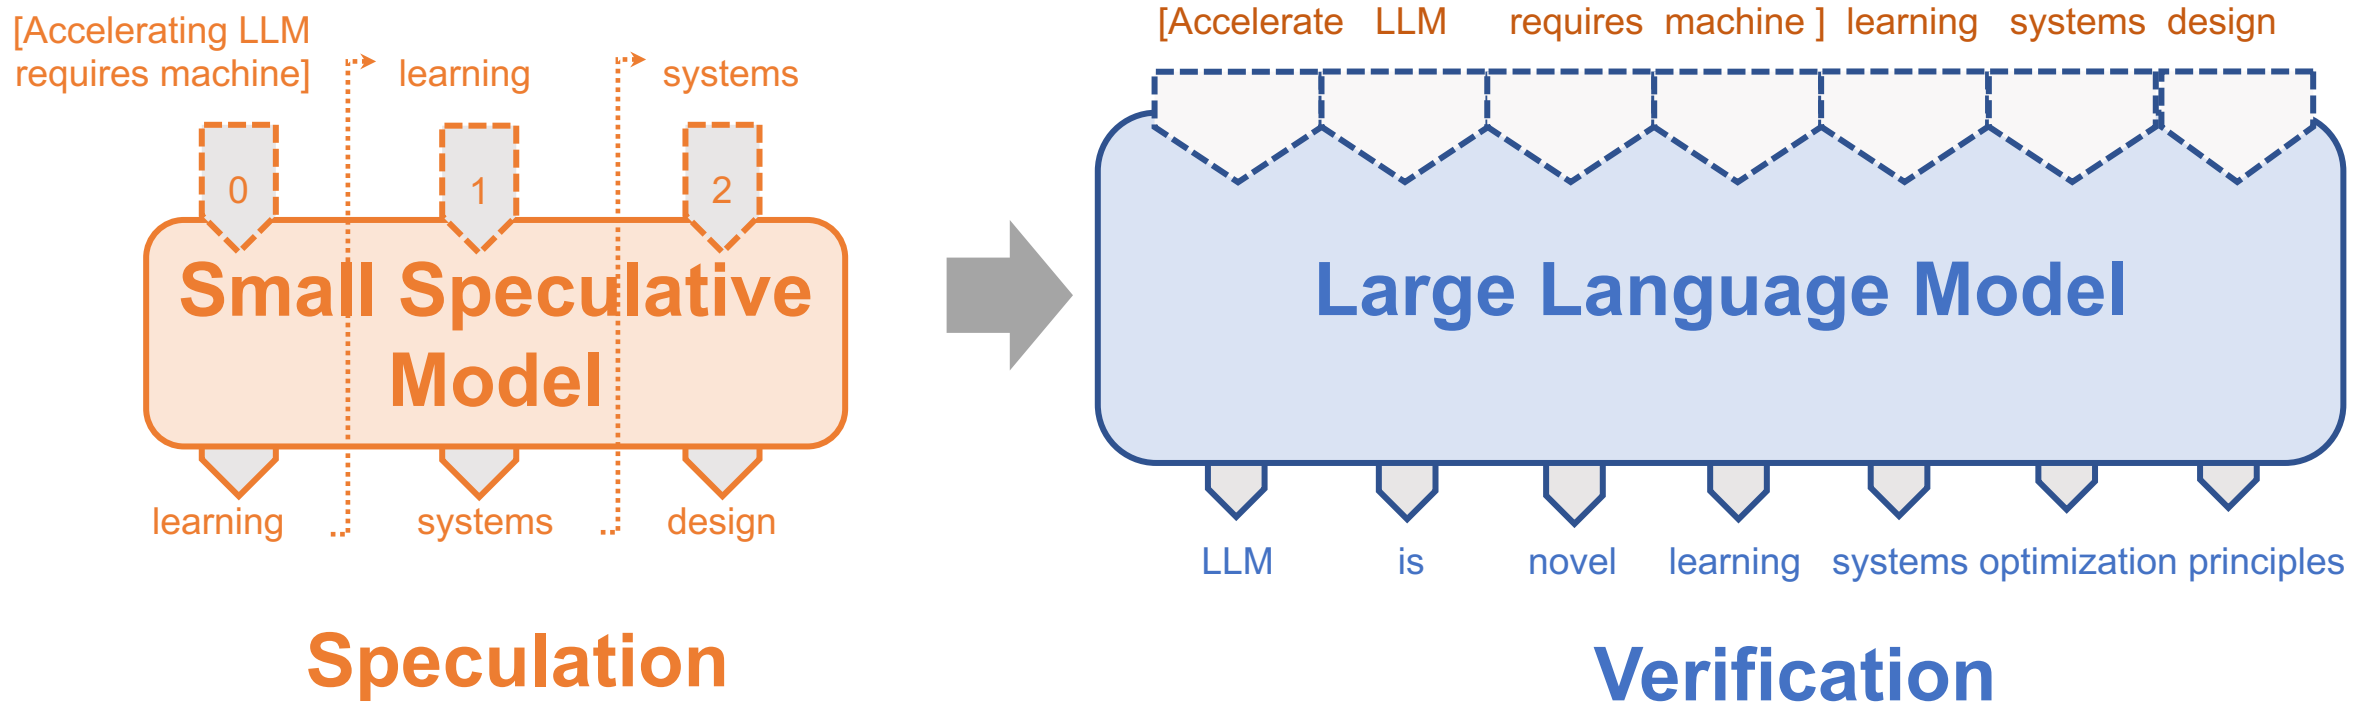 [Accelerating LLM
requires machine]
learning
systems
0
1
2
Small Speculative
Model
learning
systems
design
Speculation
[Accelerate LLM requires machine ] learning systems design
Large Language Model
LLM is novel learning systems optimization principles
Verification